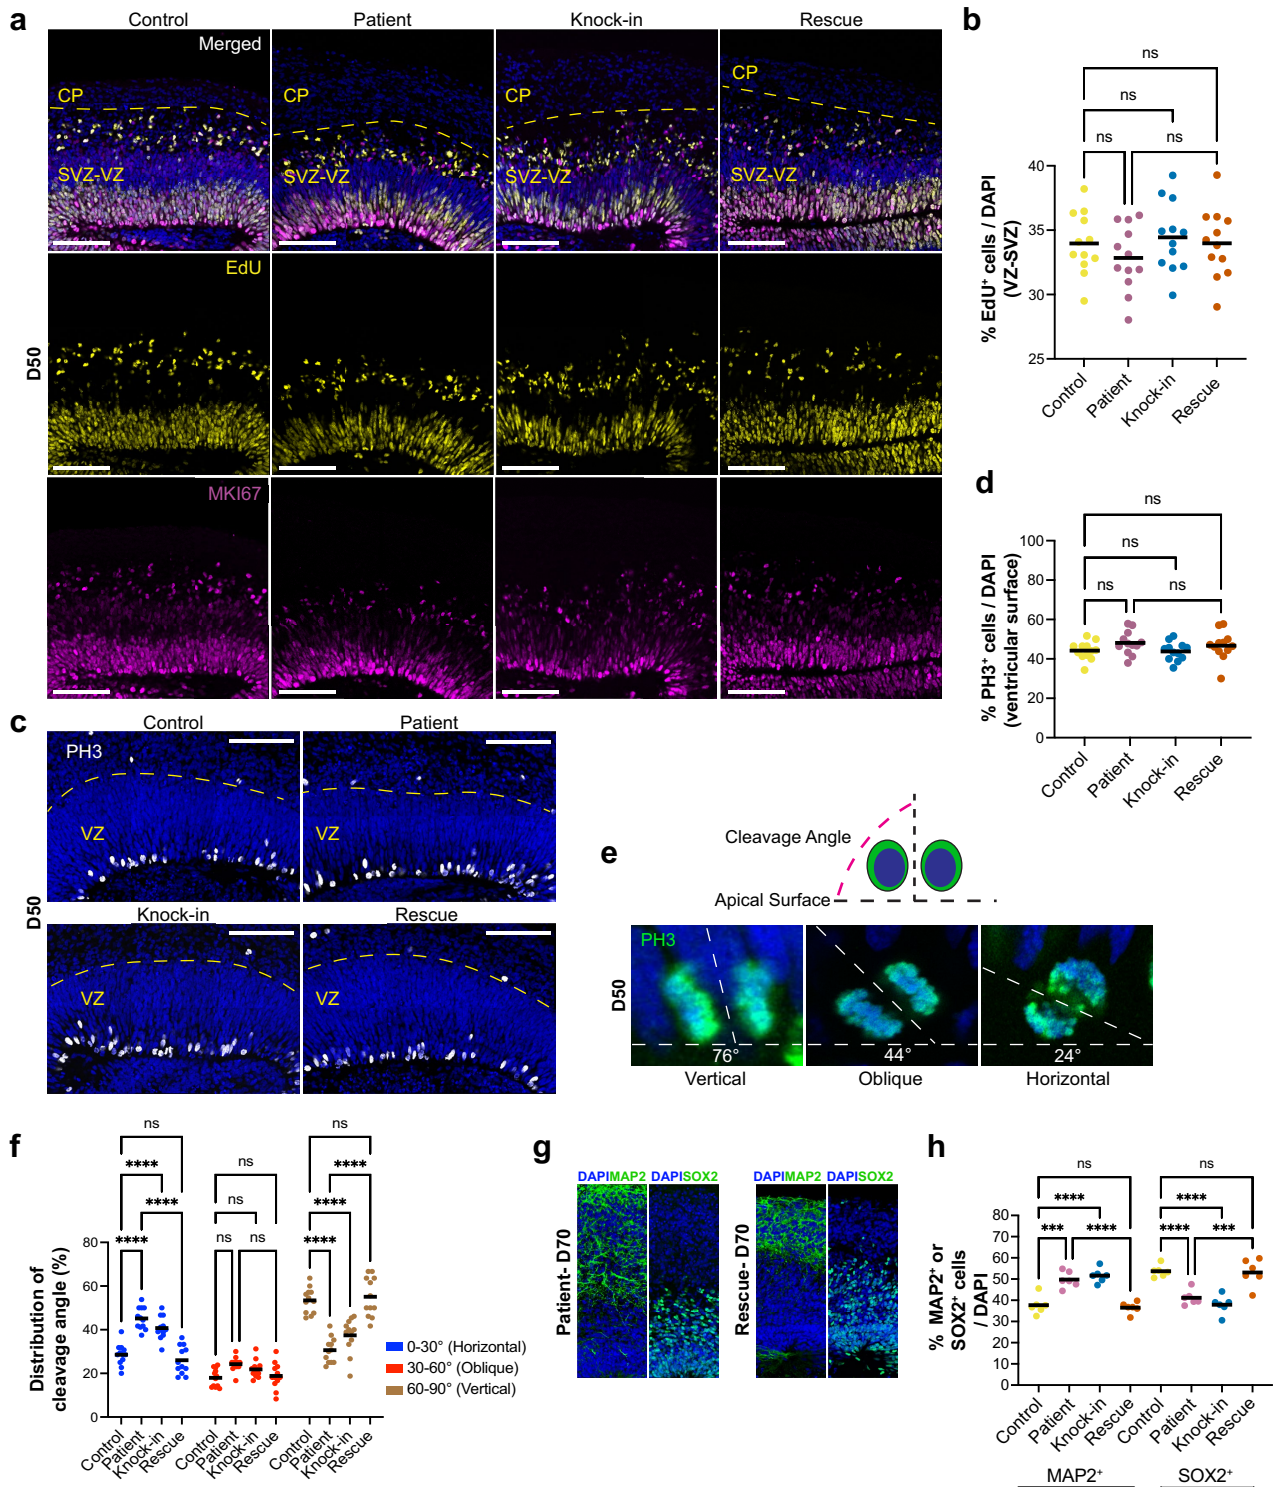 a
Control
Patient
Knock-in
Rescue
Merged
CP
CP
CP
CP
SVZ-VZ
SVZ-VZ
SVZ-VZ
SVZ-VZ
EdU
D50
MKI67
b
ns
ns
ns
ns
% EdU⁺ cells / DAPI
(VZ-SVZ)
40
35
30
25
Control
Patient
Knock-in
Rescue
c
Control
Patient
PH3
VZ
VZ
D50
Knock-in
Rescue
VZ
VZ
d
ns
ns
ns
ns
% PH3⁺ cells / DAPI
(ventricular surface)
100
80
60
40
20
0
Control
Patient
Knock-in
Rescue
e
Cleavage Angle
Apical Surface
PH3
D50
76°
44°
24°
Vertical
Oblique
Horizontal
f
ns
****
****
****
ns
ns
ns
ns
ns
****
****
****
Distribution of
cleavage angle (%)
80
60
40
20
0
Control
Patient
Knock-in
Rescue
Control
Patient
Knock-in
Rescue
Control
Patient
Knock-in
Rescue
0-30° (Horizontal)
30-60° (Oblique)
60-90° (Vertical)
g
DAPIMAP2
DAPISOX2
DAPIMAP2
DAPISOX2
Patient- D70
Rescue- D70
h
ns
****
***
****
ns
****
****
***
% MAP2⁺ or
SOX2⁺ cells
/ DAPI
80
70
60
50
40
30
20
10
0
Control
Patient
Knock-in
Rescue
Control
Patient
Knock-in
Rescue
MAP2⁺
SOX2⁺